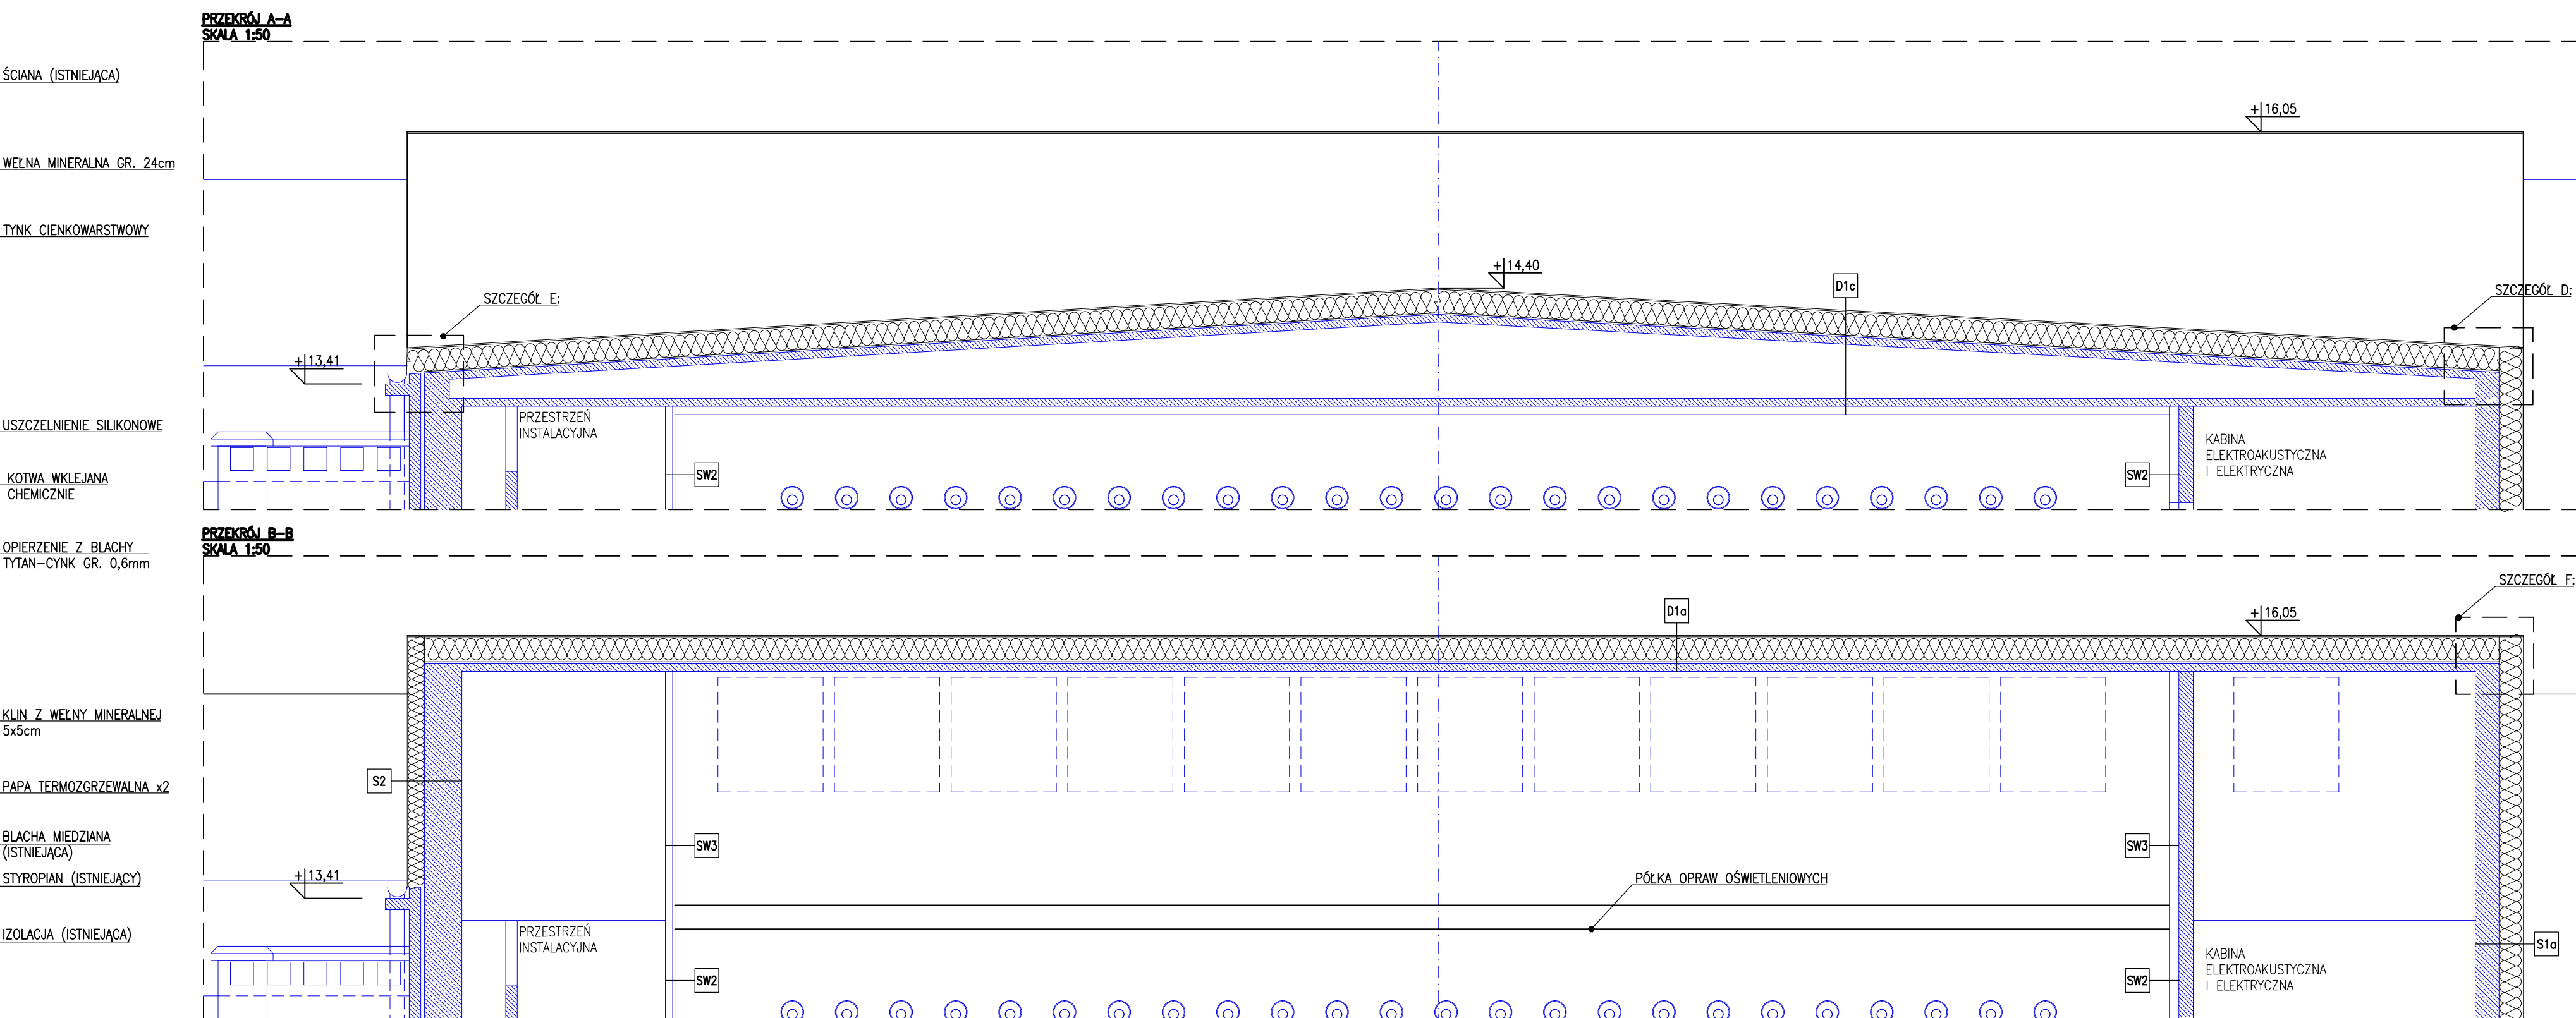 ŚCIANA (ISTNIEJĄCA)
WEŁNA MINERALNA GR. 24cm
TYNK CIENKOWARSTWOWY
USZCZELNIENIE SILIKONOWE
KOTWA WKLEJANA
CHEMICZNIE
OPIERZENIE Z BLACHY
TYTAN-CYNK GR. 0,6mm
KLIN Z WEŁNY MINERALNEJ
5x5cm
PAPA TERMOZGRZEWALNA x2
BLACHA MIEDZIANA
(ISTNIEJĄCA)
STYROPIAN (ISTNIEJĄCY)
IZOLACJA (ISTNIEJĄCA)
PRZEKRÓJ A-A
SKALA 1:50
+16,05
+14,40
D1c
SZCZEGÓŁ E:
SZCZEGÓŁ D:
+13,41
PRZESTRZEŃ
INSTALACYJNA
SW2
SW2
KABINA
ELEKTROAKUSTYCZNA
I ELEKTRYCZNA
PRZEKRÓJ B-B
SKALA 1:50
SZCZEGÓŁ F:
D1a
+16,05
S2
SW3
SW3
+13,41
PÓŁKA OPRAW OŚWIETLENIOWYCH
PRZESTRZEŃ
INSTALACYJNA
SW2
SW2
KABINA
ELEKTROAKUSTYCZNA
I ELEKTRYCZNA
S1a